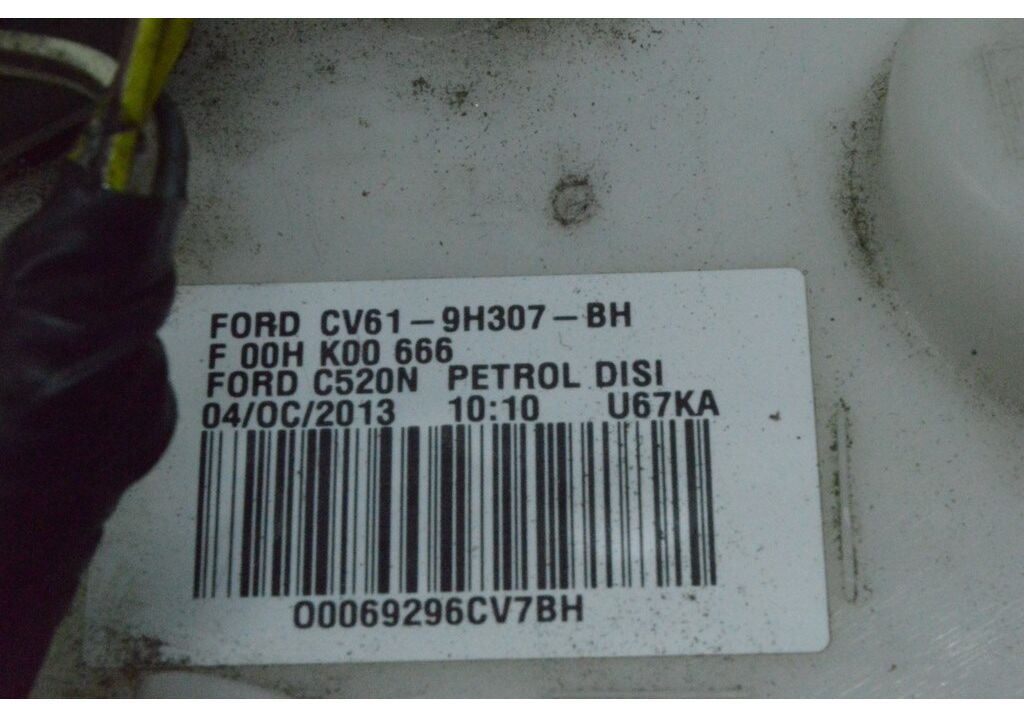 FORD CV61-9H307-BH
F 00H K00 666
FORD C520N PETROL DISI
04/OC/2013 10:10 U67KA
00069296CV7BH